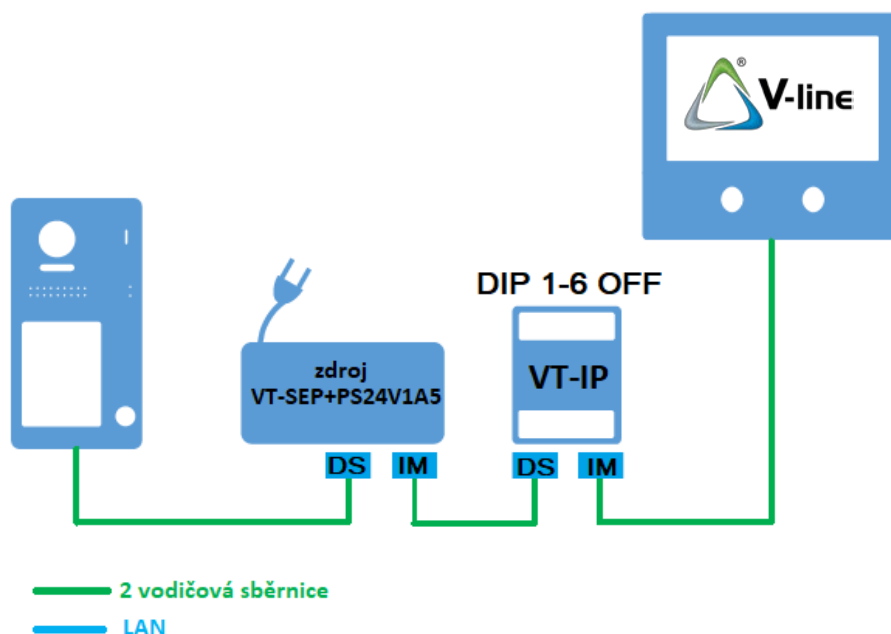 ® V-line
DIP 1-6 OFF
zdroj
VT-SEP+PS24V1A5
VT-IP
DS IM DS IM
2 vodičová sběrnice
LAN